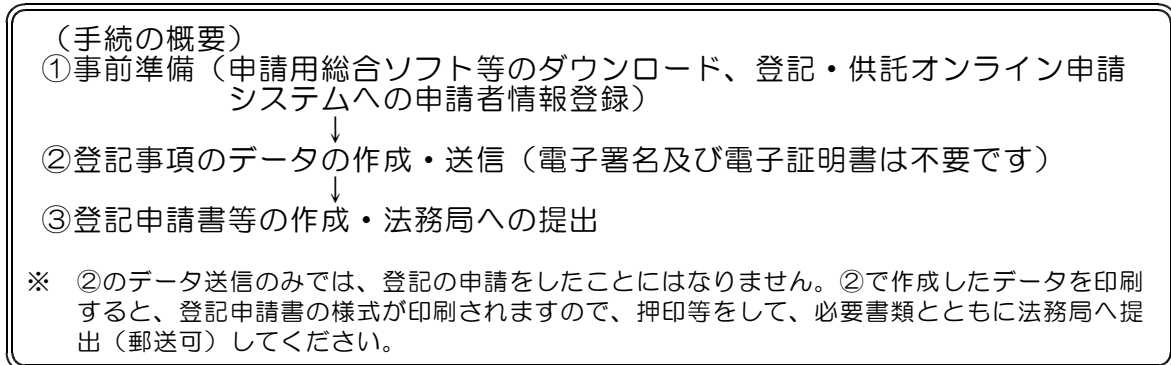 （手続の概要）
①事前準備（申請用総合ソフト等のダウンロード、登記・供託オンライン申請
システムへの申請者情報登録）
↓
②登記事項のデータの作成・送信（電子署名及び電子証明書は不要です）
↓
③登記申請書等の作成・法務局への提出
※　②のデータ送信のみでは、登記の申請をしたことにはなりません。②で作成したデータを印刷
すると、登記申請書の様式が印刷されますので、押印等をして、必要書類とともに法務局へ提
出（郵送可）してください。